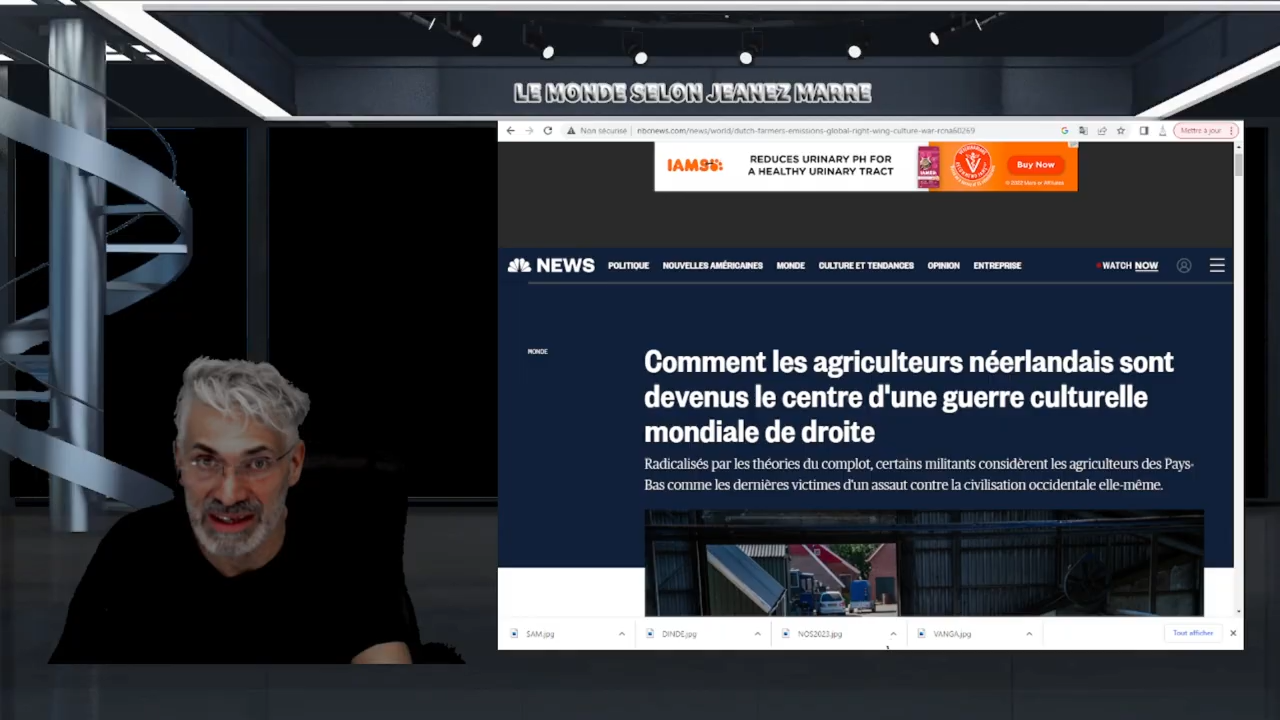 LE MONDE SELON JEANEZ MARRE
Non sécurisé
nbcnews.com/news/world/dutch-farmers-emissions-global-right-wing-culture-war-rcna60269
Mettre à jour
IAMS
REDUCES URINARY PH FOR
A HEALTHY URINARY TRACT
Buy Now
NEWS
POLITIQUE
NOUVELLES AMÉRICAINES
MONDE
CULTURE ET TENDANCES
OPINION
ENTREPRISE
WATCH NOW
MONDE
Comment les agriculteurs néerlandais sont
devenus le centre d'une guerre culturelle
mondiale de droite
Radicalisés par les théories du complot, certains militants considèrent les agriculteurs des Pays-
Bas comme les dernières victimes d'un assaut contre la civilisation occidentale elle-même.
SAM.jpg
DINDE.jpg
NOS2023.jpg
VANGA.jpg
Tout afficher